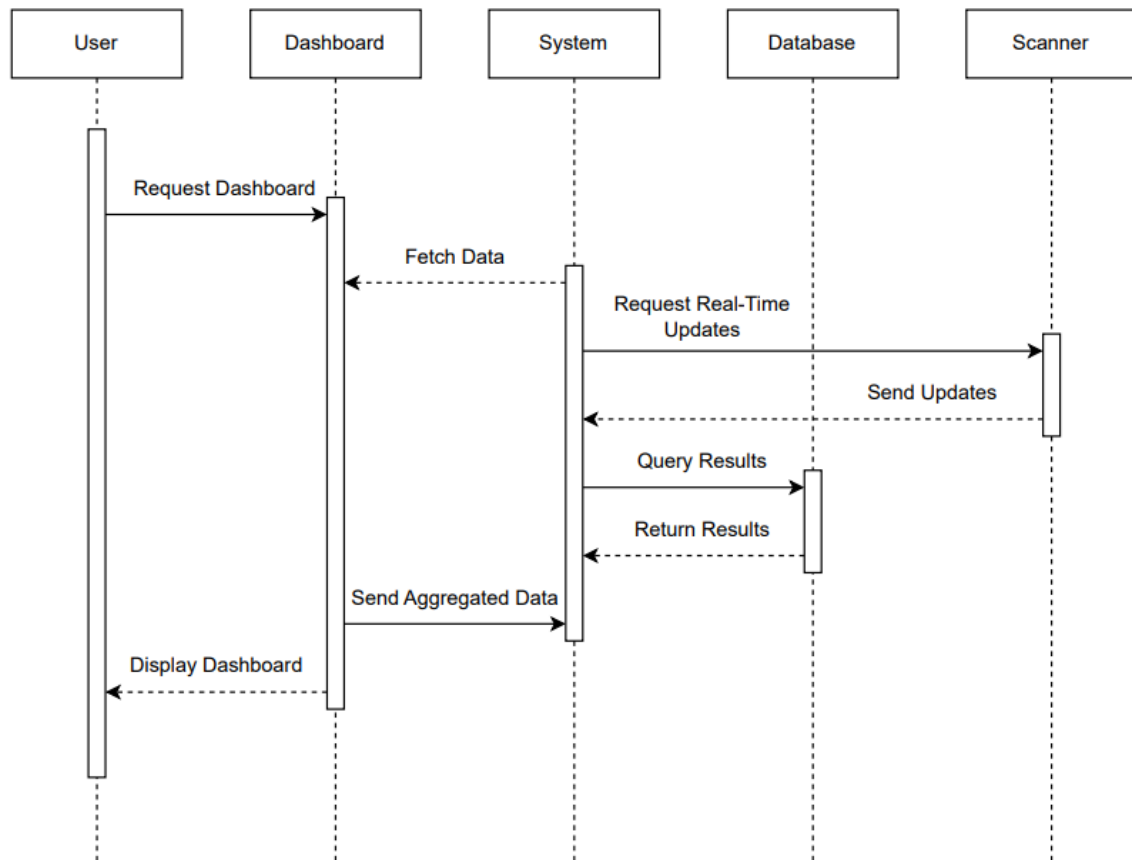 User
Dashboard
System
Database
Scanner
Request Dashboard
Fetch Data
Request Real-Time
Updates
Send Updates
Query Results
Return Results
Send Aggregated Data
Display Dashboard